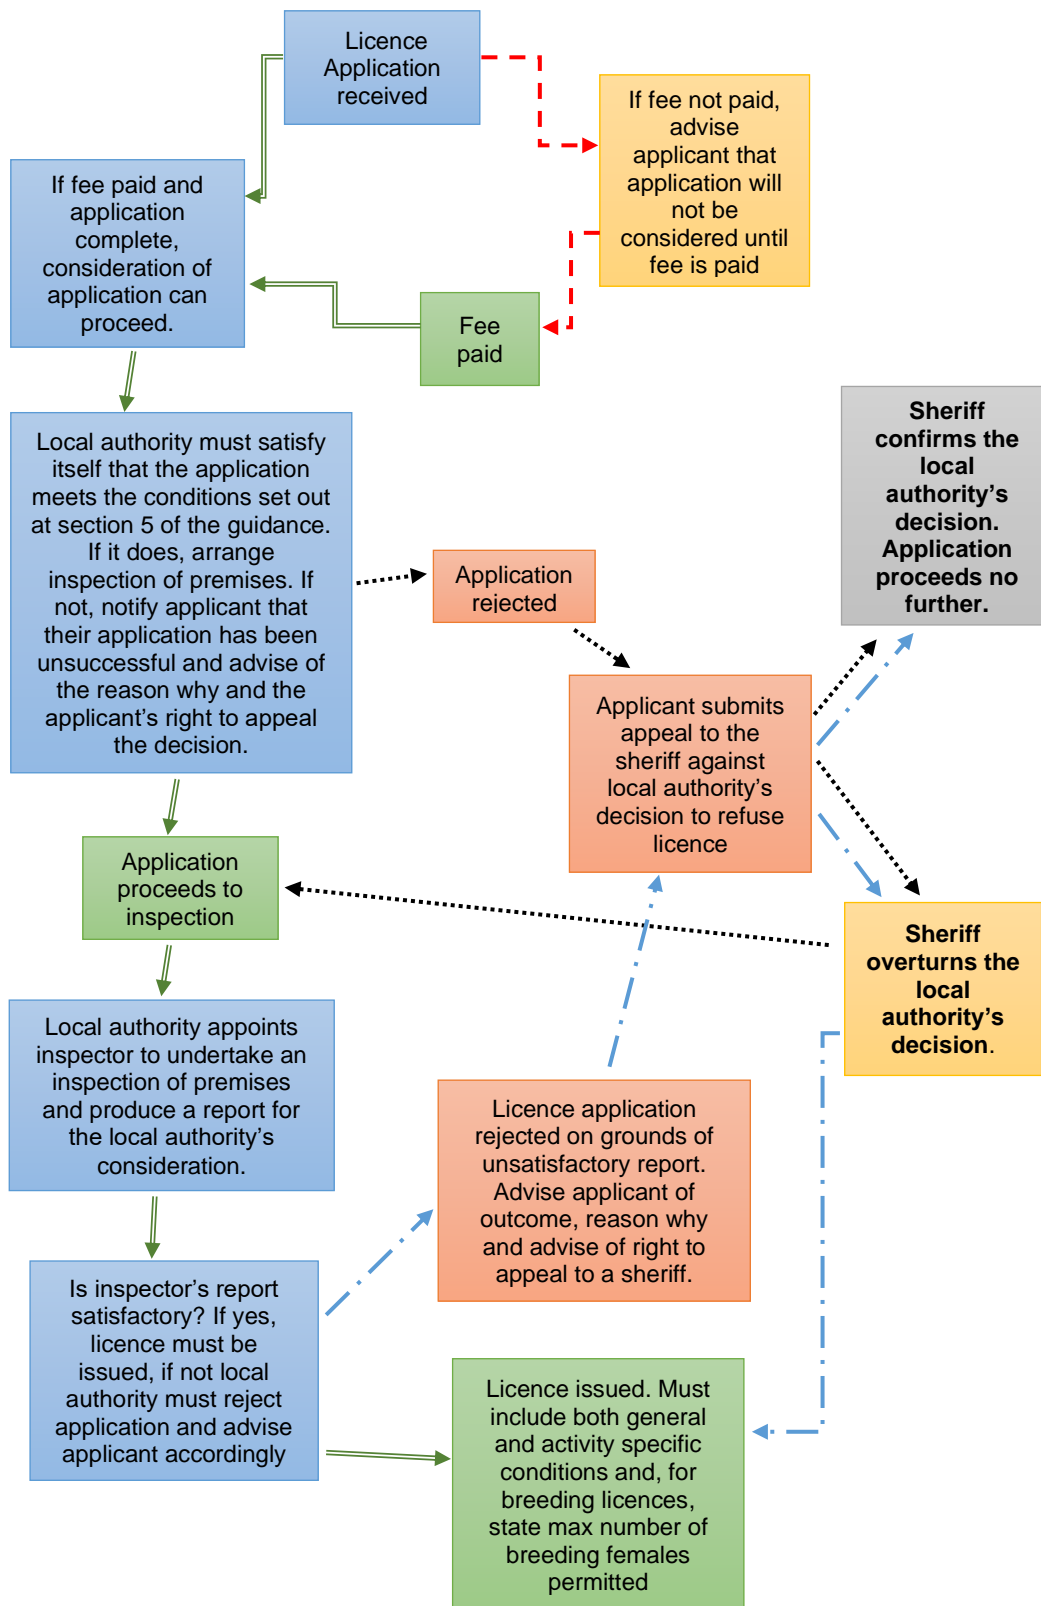 Licence
Application
received
If fee not paid,
advise
applicant that
application will
not be
considered until
fee is paid
If fee paid and
application
complete,
consideration of
application can
proceed.
Fee
paid
Local authority must satisfy
itself that the application
meets the conditions set out
at section 5 of the guidance.
If it does, arrange
inspection of premises. If
not, notify applicant that
their application has been
unsuccessful and advise of
the reason why and the
applicant’s right to appeal
the decision.
Application
rejected
Sheriff
confirms the
local
authority’s
decision.
Application
proceeds no
further.
Applicant submits
appeal to the
sheriff against
local authority’s
decision to refuse
licence
Application
proceeds to
inspection
Sheriff
overturns the
local
authority’s
decision.
Local authority appoints
inspector to undertake an
inspection of premises
and produce a report for
the local authority’s
consideration.
Licence application
rejected on grounds of
unsatisfactory report.
Advise applicant of
outcome, reason why
and advise of right to
appeal to a sheriff.
Is inspector’s report
satisfactory? If yes,
licence must be
issued, if not local
authority must reject
application and advise
applicant accordingly
Licence issued. Must
include both general
and activity specific
conditions and, for
breeding licences,
state max number of
breeding females
permitted